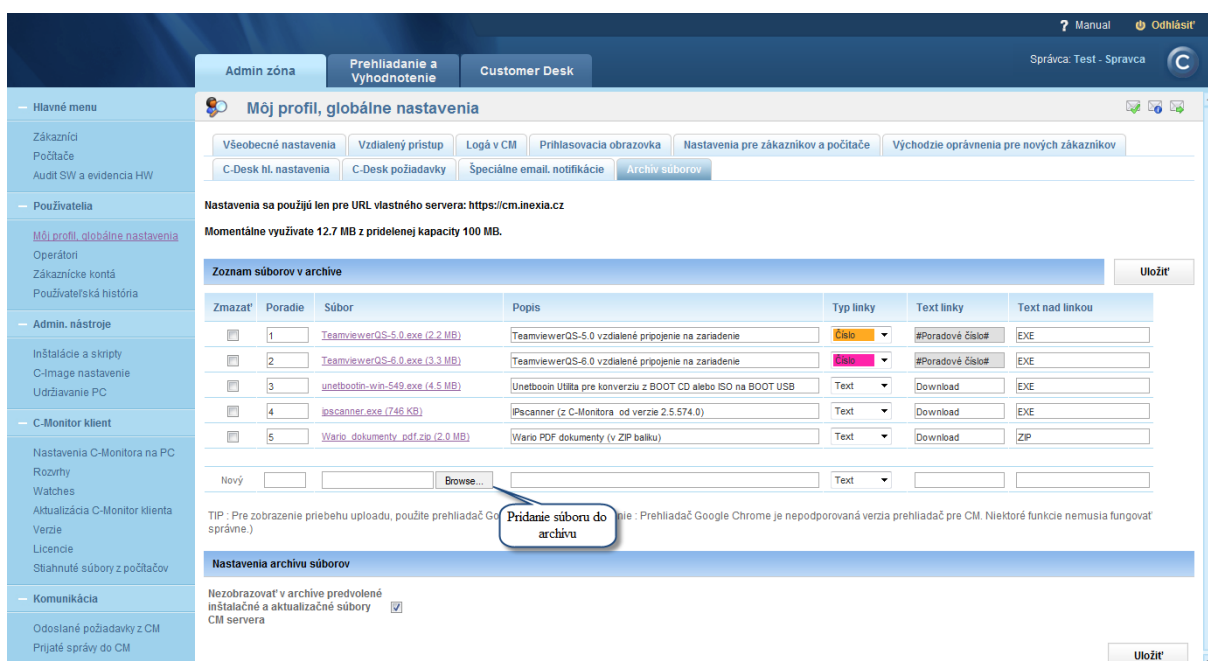 ? Manual Odhlásiť
Admin zóna
Prehliadanie a
Vyhodnotenie
Customer Desk
Správca: Test - Spravca
Hlavné menu
Zákazníci
Počítače
Audit SW a evidencia HW
Používatelia
Môj profil, globálne nastavenia
Operátori
Zákaznícke kontá
Používateľská história
Admin. nástroje
Inštalácie a skripty
C-Image nastavenie
Udržiavanie PC
C-Monitor klient
Nastavenia C-Monitora na PC
Rozvrhy
Watches
Aktualizácia C-Monitor klienta
Verzie
Licencie
Stiahnuté súbory z počítačov
Komunikácia
Odoslané požiadavky z CM
Prijaté správy do CM
Môj profil, globálne nastavenia
Všeobecné nastavenia Vzdialený prístup Logá v CM Prihlasovacia obrazovka Nastavenia pre zákazníkov a počítače Východzie oprávnenia pre nových zákazníkov
C-Desk hl. nastavenia C-Desk požiadavky Špeciálne email. notifikácie Archív súborov
Nastavenia sa použijú len pre URL vlastného servera: https://cm.inexia.cz
Momentálne využívate 12.7 MB z pridelenej kapacity 100 MB.
Zoznam súborov v archíve Uložiť
Zmazať Poradie Súbor Popis Typ linky Text linky Text nad linkou
1 TeamviewerQS-5.0.exe (2.2 MB) TeamviewerQS-5.0 vzdialené pripojenie na zariadenie Číslo #Poradové číslo# EXE
2 TeamviewerQS-6.0.exe (3.3 MB) TeamviewerQS-6.0 vzdialené pripojenie na zariadenie Číslo #Poradové číslo# EXE
3 unetbootin-win-549.exe (4.5 MB) Unetbooin Utilita pre konverziu z BOOT CD alebo ISO na BOOT USB Text Download EXE
4 ipscanner.exe (746 KB) IPscanner (z C-Monitora od verzie 2.5.574.0) Text Download EXE
5 Wario_dokumenty_pdf.zip (2.0 MB) Wario PDF dokumenty (v ZIP balíku) Text Download ZIP
Nový Browse... Text
TIP : Pre zobrazenie priebehu uploadu, použite prehliadač Go nie : Prehliadač Google Chrome je nepodporovaná verzia prehliadač pre CM. Niektoré funkcie nemusia fungovať
správne.)
Pridanie súboru do
archívu
Nastavenia archívu súborov
Nezobrazovať v archíve predvolené
inštalačné a aktualizačné súbory
CM servera
Uložiť